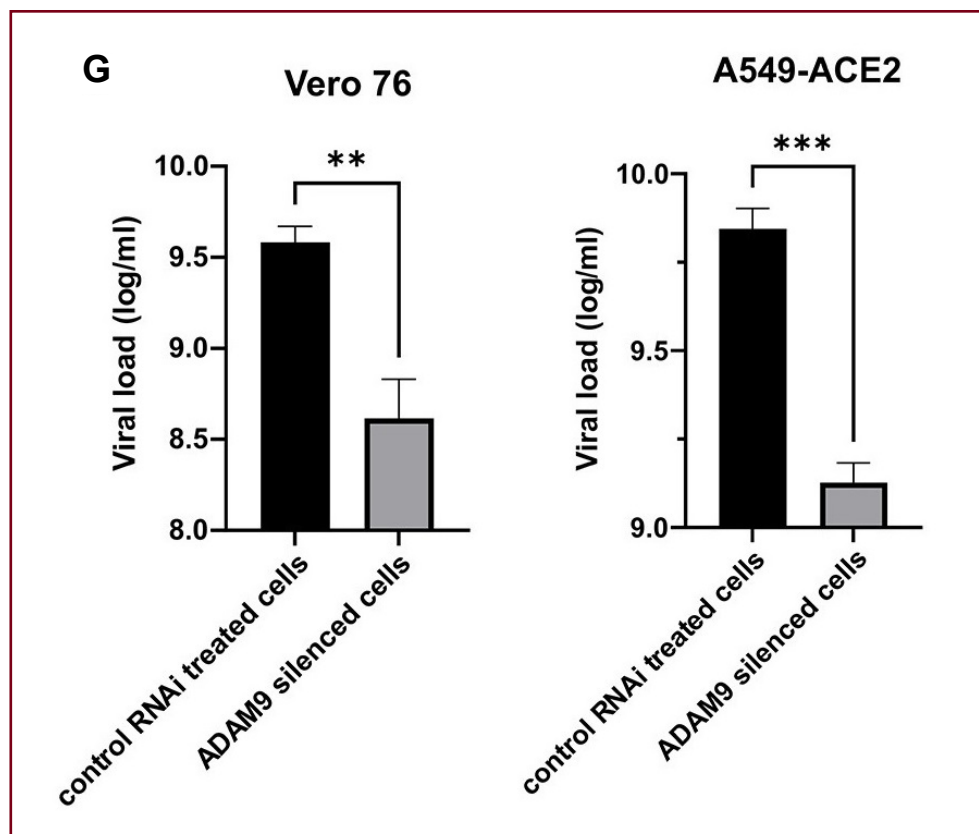 G
Vero 76
**
Viral load (log/ml)
10.0
9.5
9.0
8.5
8.0
control RNAi treated cells
ADAM9 silenced cells
A549-ACE2
***
Viral load (log/ml)
10.0
9.5
9.0
control RNAi treated cells
ADAM9 silenced cells